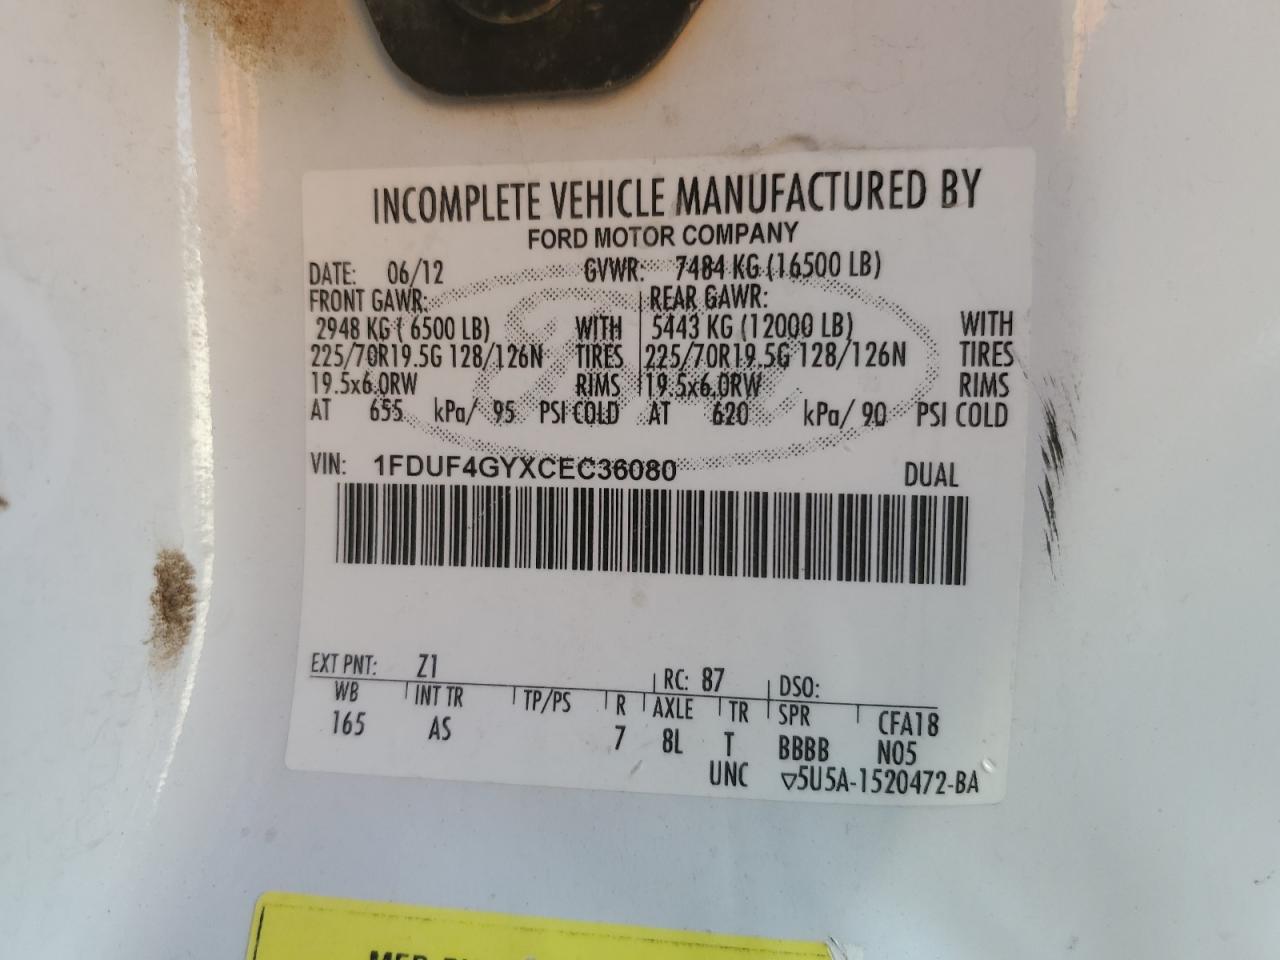 INCOMPLETE VEHICLE MANUFACTURED BY
FORD MOTOR COMPANY
DATE: 06/12 GVWR: 7484 KG (16500 LB)
FRONT GAWR: REAR GAWR:
2948 KG ( 6500 LB) WITH 5443 KG (12000 LB) WITH
225/70R19.5G 128/126N TIRES 225/70R19.5G 128/126N TIRES
19.5x6.0RW RIMS 19.5x6.0RW RIMS
AT 655 kPa/ 95 PSI COLD AT 620 kPa/ 90 PSI COLD
VIN: 1FDUF4GYXCEC36080 DUAL
EXT PNT: Z1 RC: 87 DSO:
WB INT TR TP/PS R AXLE TR SPR CFA18
165 AS 7 8L T BBBB N05
UNC ▽5U5A-1520472-BA